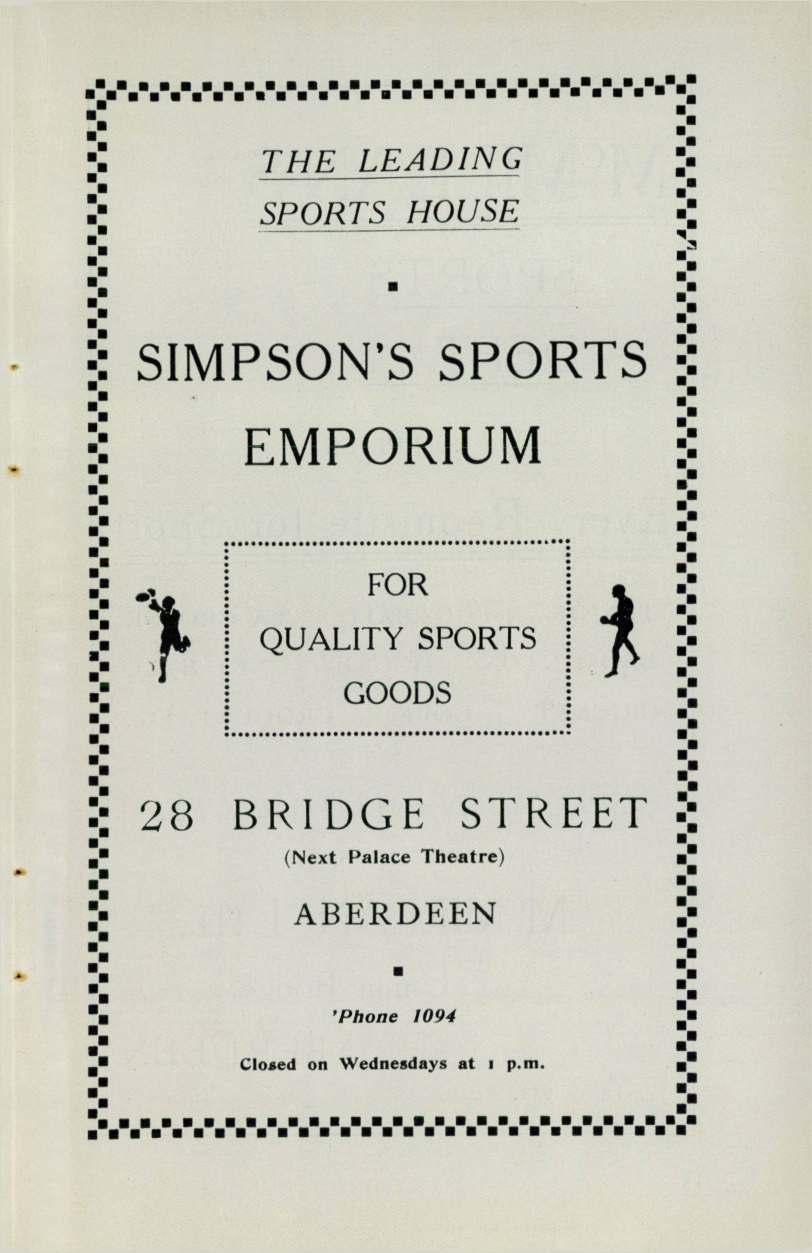 THE LEADING
SPORTS HOUSE
SIMPSON'S SPORTS
EMPORIUM
FOR
QUALITY SPORTS
GOODS
28 BRIDGE STREET
(Next Palace Theatre)
ABERDEEN
'Phone 1094
Closed on Wednesdays at 1 p.m.